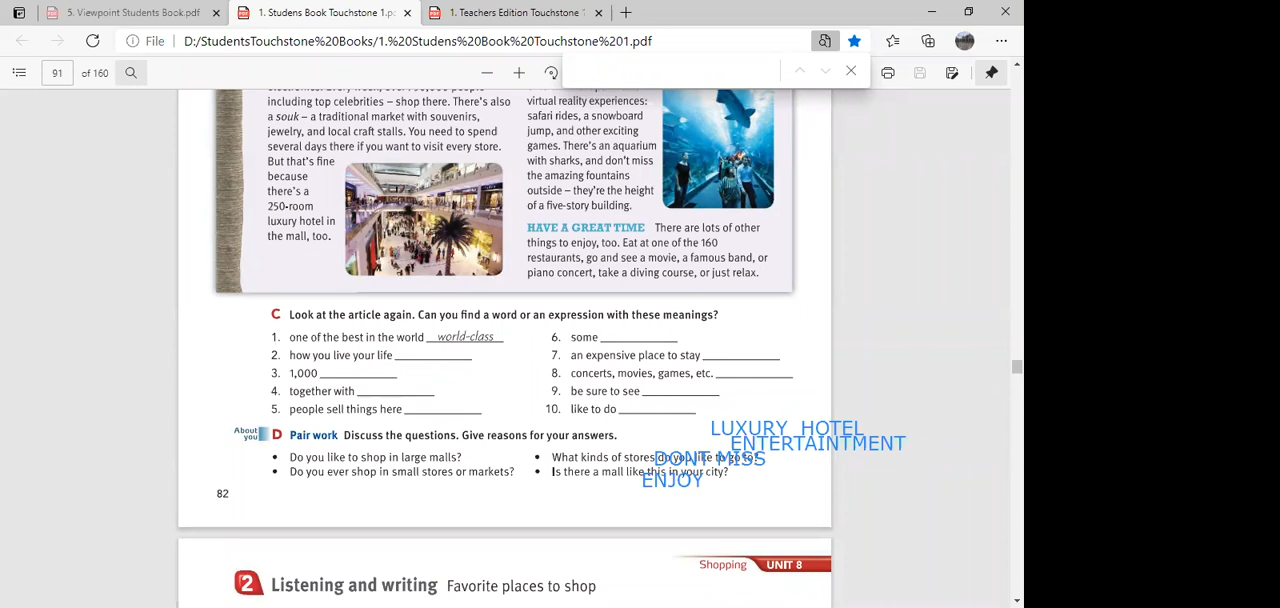 5. Viewpoint Students Book.pdf
1. Studens Book Touchstone 1.p
1. Teachers Edition Touchstone
File D:/StudentsTouchstone%20Books/1.%20Studens%20Book%20Touchstone%201.pdf
91 of 160
including top celebrities – shop there. There's also
a souk – a traditional market with souvenirs,
jewelry, and local craft stalls. You need to spend
several days there if you want to visit every store.
But that's fine
because
there's a
250-room
luxury hotel in
the mall, too.
virtual reality experiences:
safari rides, a snowboard
jump, and other exciting
games. There's an aquarium
with sharks, and don't miss
the amazing fountains
outside – they're the height
of a five-story building.
HAVE A GREAT TIME There are lots of other
things to enjoy, too. Eat at one of the 160
restaurants, go and see a movie, a famous band, or
piano concert, take a diving course, or just relax.
C Look at the article again. Can you find a word or an expression with these meanings?
1. one of the best in the world world-class
2. how you live your life
3. 1,000
4. together with
5. people sell things here
6. some
7. an expensive place to stay
8. concerts, movies, games, etc.
9. be sure to see
10. like to do
LUXURY HOTEL
ENTERTAINTMENT
DONT MISS
ENJOY
About you D Pair work Discuss the questions. Give reasons for your answers.
• Do you like to shop in large malls?
• Do you ever shop in small stores or markets?
• What kinds of stores do you like to go to?
• Is there a mall like this in your city?
82
Shopping UNIT 8
2 Listening and writing Favorite places to shop